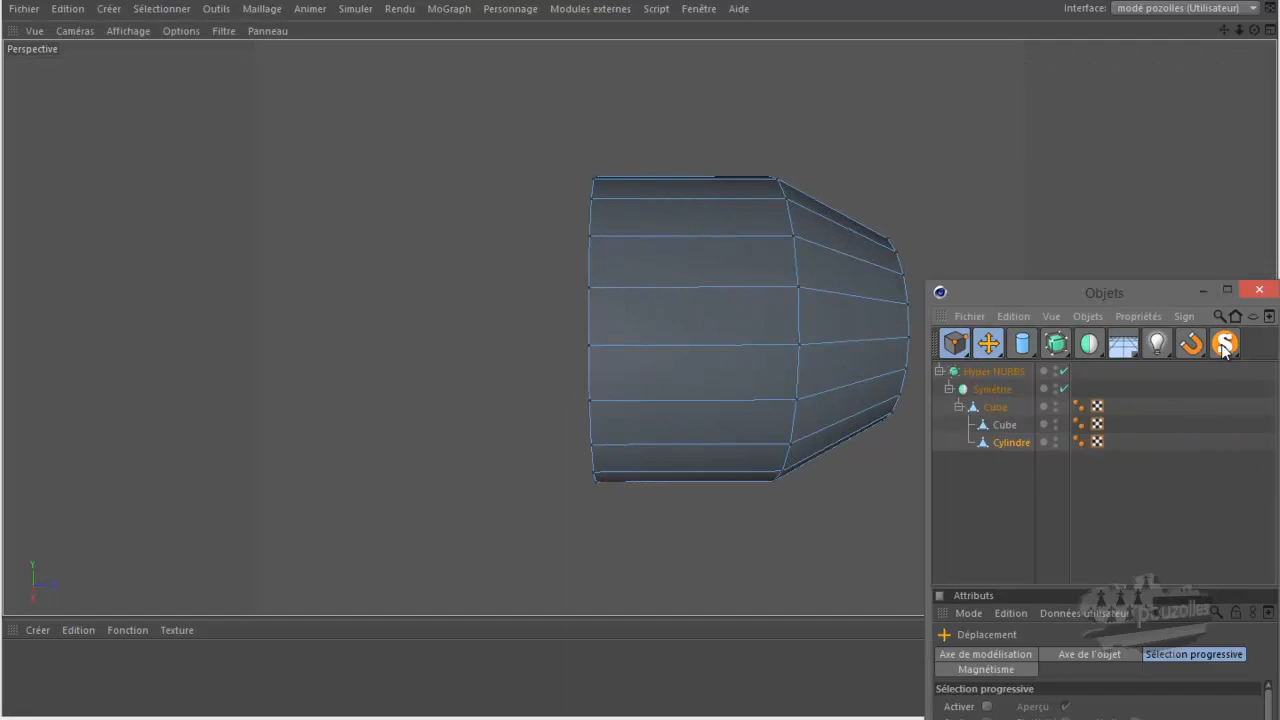 Fichier Edition Créer Sélectionner Outils Maillage Animer Simuler Rendu MoGraph Personnage Modules externes Script Fenêtre Aide Interface: modé pozolles (Utilisateur)
Vue Caméras Affichage Options Filtre Panneau
Perspective
Objets
Fichier Edition Vue Objets Propriétés Sign
S
Hyper NURBS
Symétrie
Cube
Cube
Cylindre
Y
Attributs
Mode Edition Données utilisateur
pouzolles
Créer Edition Fonction Texture
Déplacement
Axe de modélisation Axe de l'objet Sélection progressive
Magnétisme
Sélection progressive
Activer Aperçu